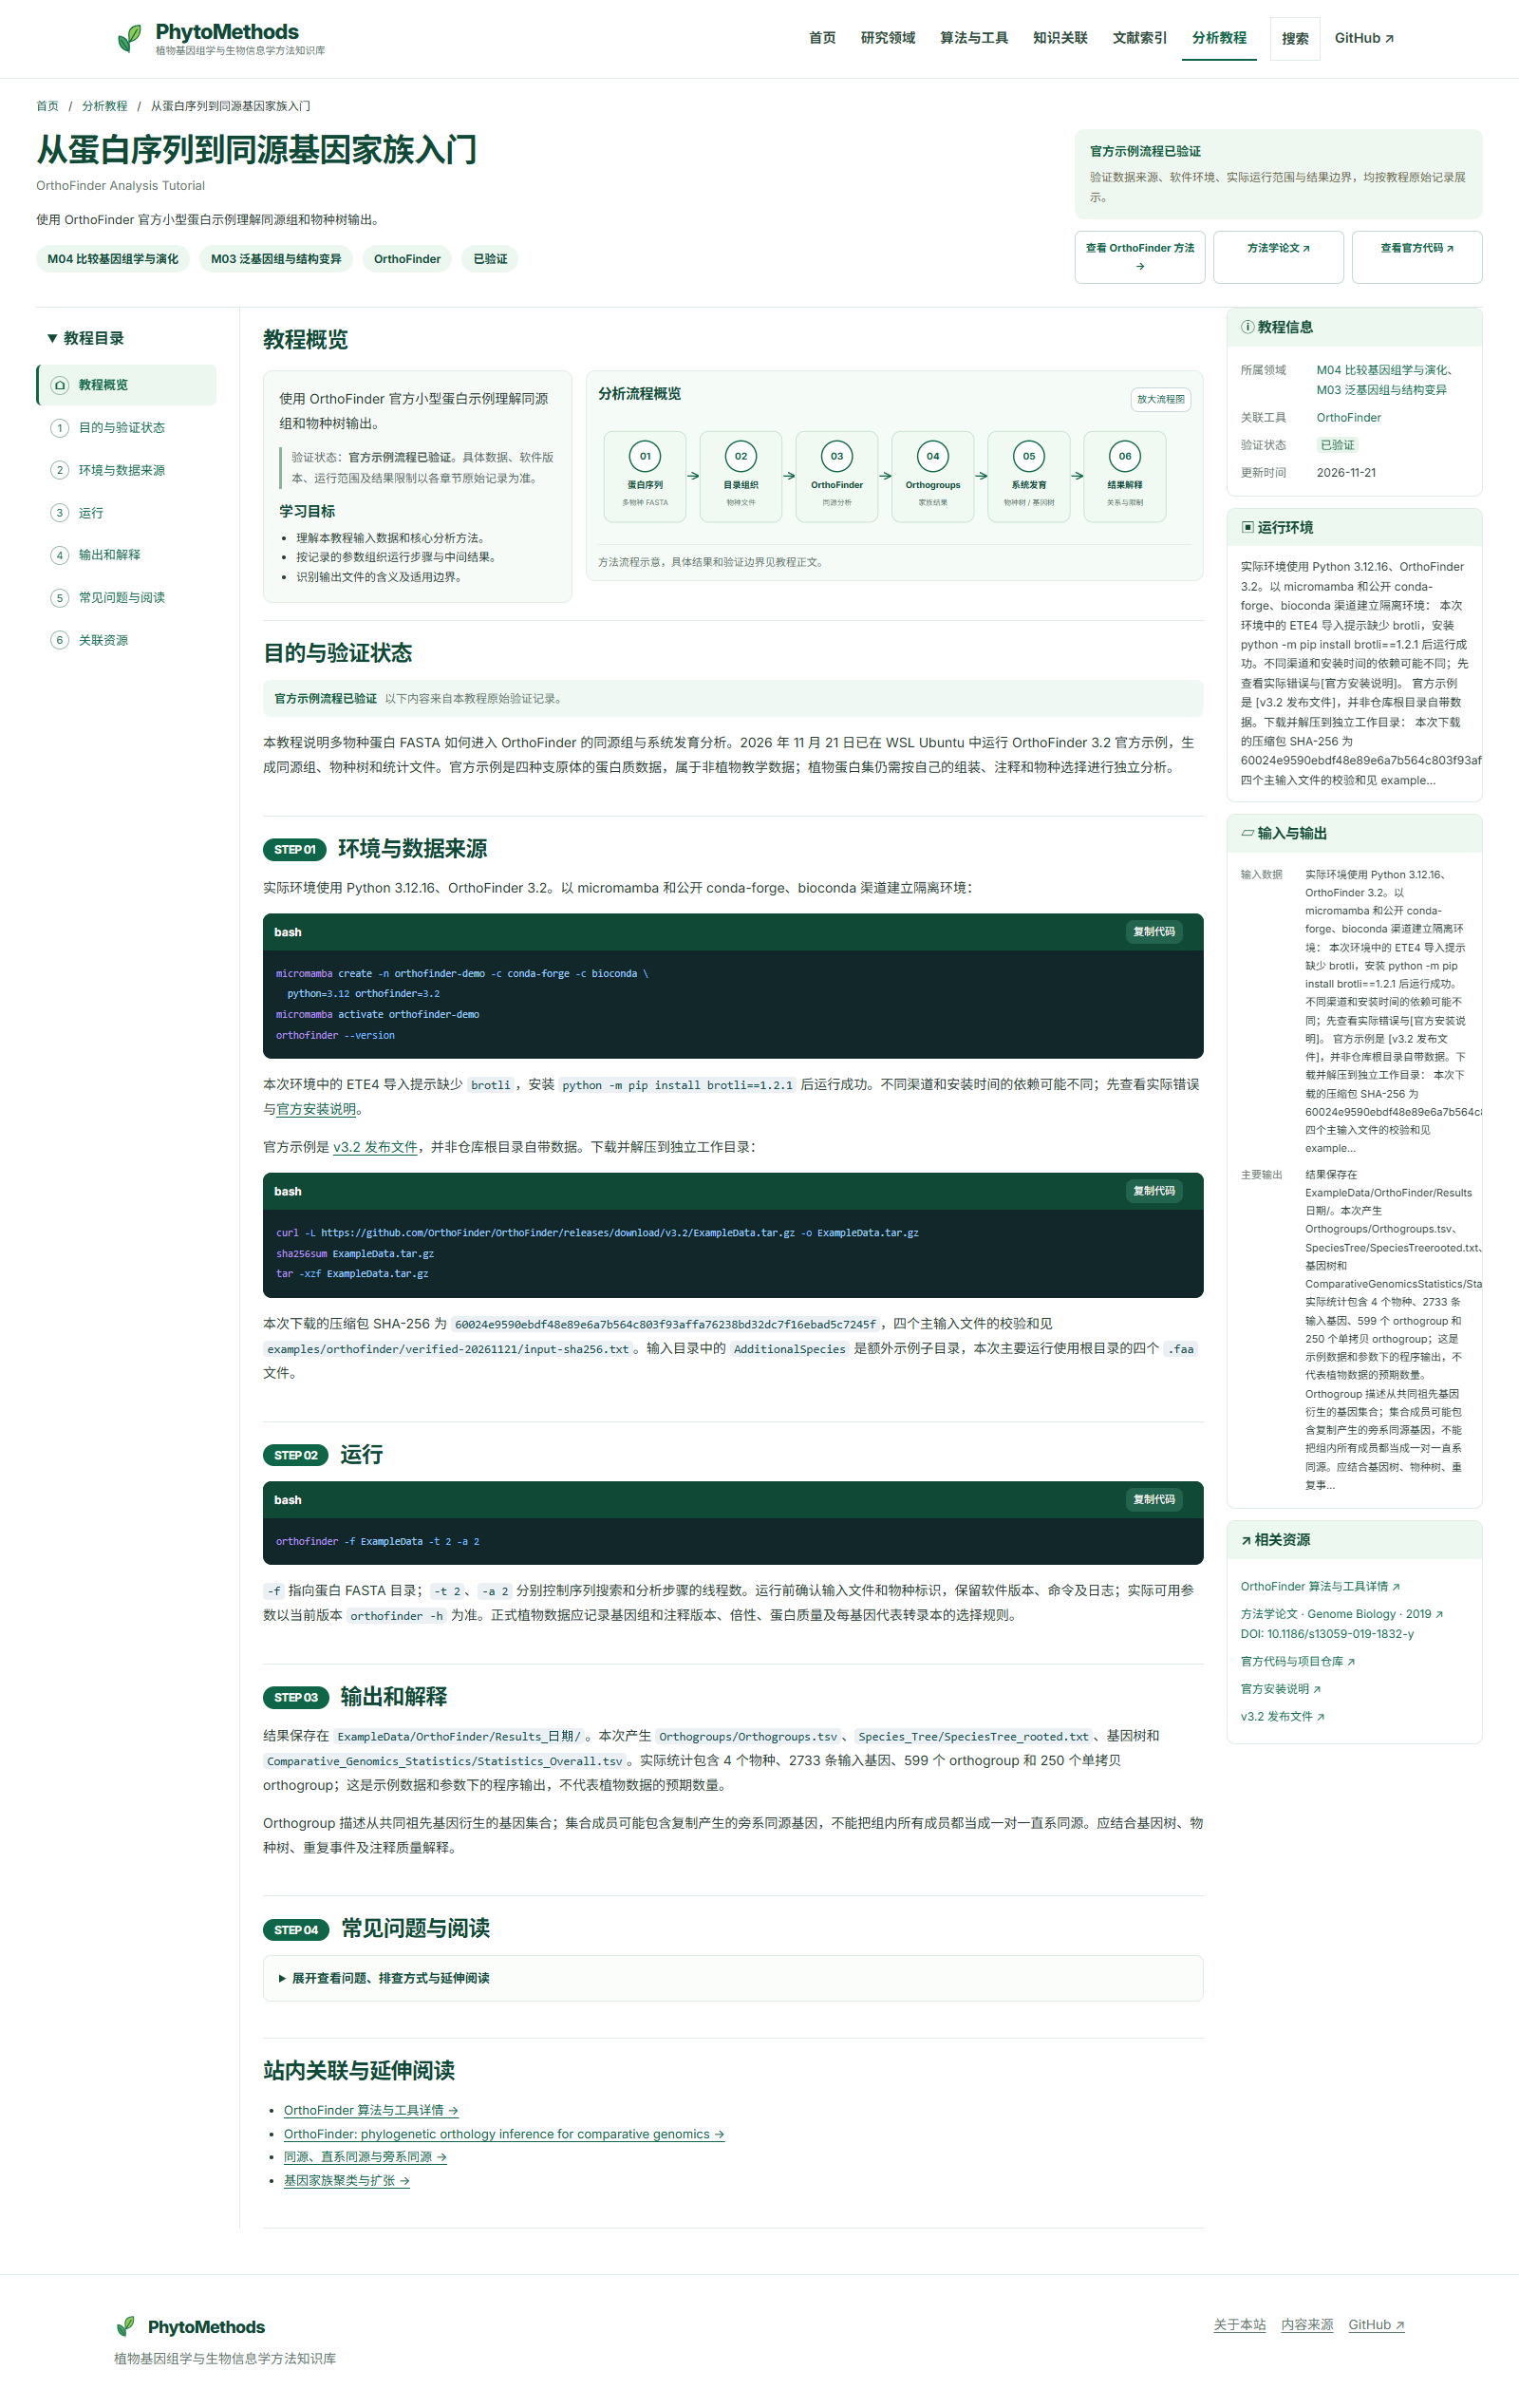 PhytoMethods
植物基因组学与生物信息学方法知识库
首页 研究领域 算法与工具 知识关联 文献索引 分析教程 搜索 GitHub ↗
首页 / 分析教程 / 从蛋白序列到同源基因家族入门
从蛋白序列到同源基因家族入门
OrthoFinder Analysis Tutorial
使用 OrthoFinder 官方小型蛋白示例理解同源组和物种树输出。
M04 比较基因组学与演化 M03 泛基因组与结构变异 OrthoFinder 已验证
官方示例流程已验证
验证数据来源、软件环境、实际运行范围与结果边界，均按教程原始记录展
示。
查看 OrthoFinder 方法
→
方法学论文 ↗
查看官方代码 ↗
▼ 教程目录
教程概览
1 目的与验证状态
2 环境与数据来源
3 运行
4 输出和解释
5 常见问题与阅读
6 关联资源
教程概览
使用 OrthoFinder 官方小型蛋白示例理解同源
组和物种树输出。
验证状态：官方示例流程已验证。具体数据、软件版
本、运行范围及结果限制以各章节原始记录为准。
学习目标
• 理解本教程输入数据和核心分析方法。
• 按记录的参数组织运行步骤与中间结果。
• 识别输出文件的含义及适用边界。
分析流程概览
放大流程图
01 → 02 → 03 → 04 → 05 → 06
蛋白序列 目录组织 OrthoFinder Orthogroups 系统发育 结果解释
多物种 FASTA 物种文件 同源分析 家族结果 物种树 / 基因树 关系与限制
方法流程示意，具体结果和验证边界见教程正文。
目的与验证状态
官方示例流程已验证 以下内容来自本教程原始验证记录。
本教程说明多物种蛋白 FASTA 如何进入 OrthoFinder 的同源组与系统发育分析。2026 年 11 月 21 日已在 WSL Ubuntu 中运行 OrthoFinder 3.2 官方示例，生
成同源组、物种树和统计文件。官方示例是四种支原体的蛋白质数据，属于非植物教学数据；植物蛋白集仍需按自己的组装、注释和物种选择进行独立分析。
STEP 01 环境与数据来源
实际环境使用 Python 3.12.16、OrthoFinder 3.2。以 micromamba 和公开 conda-forge、bioconda 渠道建立隔离环境：
bash 复制代码
micromamba create -n orthofinder-demo -c conda-forge -c bioconda \
python=3.12 orthofinder=3.2
micromamba activate orthofinder-demo
orthofinder --version
本次环境中的 ETE4 导入提示缺少 brotli，安装 python -m pip install brotli==1.2.1 后运行成功。不同渠道和安装时间的依赖可能不同；先查看实际错误
与官方安装说明。
官方示例是 v3.2 发布文件，并非仓库根目录自带数据。下载并解压到独立工作目录：
bash 复制代码
curl -L https://github.com/OrthoFinder/OrthoFinder/releases/download/v3.2/ExampleData.tar.gz -o ExampleData.tar.gz
sha256sum ExampleData.tar.gz
tar -xzf ExampleData.tar.gz
本次下载的压缩包 SHA-256 为 60024e9590ebdf48e89e6a7b564c803f93affa76238bd32dc7f16ebad5c7245f，四个主输入文件的校验和见
examples/orthofinder/verified-20261121/input-sha256.txt。输入目录中的 AdditionalSpecies 是额外示例子目录，本次主要运行使用根目录的四个 .faa
文件。
STEP 02 运行
bash 复制代码
orthofinder -f ExampleData -t 2 -a 2
-f 指向蛋白 FASTA 目录；-t 2、-a 2 分别控制序列搜索和分析步骤的线程数。运行前确认输入文件和物种标识，保留软件版本、命令及日志；实际可用参
数以当前版本 orthofinder -h 为准。正式植物数据应记录基因组和注释版本、倍性、蛋白质量及每基因代表转录本的选择规则。
STEP 03 输出和解释
结果保存在 ExampleData/OrthoFinder/Results_日期/。本次产生 Orthogroups/Orthogroups.tsv、Species_Tree/SpeciesTree_rooted.txt、基因树和
Comparative_Genomics_Statistics/Statistics_Overall.tsv。实际统计包含 4 个物种、2733 条输入基因、599 个 orthogroup 和 250 个单拷贝
orthogroup；这是示例数据和参数下的程序输出，不代表植物数据的预期数量。
Orthogroup 描述从共同祖先基因衍生的基因集合；集合成员可能包含复制产生的旁系同源基因，不能把组内所有成员都当成一对一直系同源。应结合基因树、物
种树、重复事件及注释质量解释。
STEP 04 常见问题与阅读
▶ 展开查看问题、排查方式与延伸阅读
站内关联与延伸阅读
• OrthoFinder 算法与工具详情 →
• OrthoFinder: phylogenetic orthology inference for comparative genomics →
• 同源、直系同源与旁系同源 →
• 基因家族聚类与扩张 →
ⓘ 教程信息
所属领域 M04 比较基因组学与演化、
M03 泛基因组与结构变异
关联工具 OrthoFinder
验证状态 已验证
更新时间 2026-11-21
▣ 运行环境
实际环境使用 Python 3.12.16、OrthoFinder
3.2。以 micromamba 和公开 conda-
forge、bioconda 渠道建立隔离环境： 本次
环境中的 ETE4 导入提示缺少 brotli，安装
python -m pip install brotli==1.2.1 后运行成
功。不同渠道和安装时间的依赖可能不同；先
查看实际错误与[官方安装说明]。 官方示例
是 [v3.2 发布文件]，并非仓库根目录自带数
据。下载并解压到独立工作目录： 本次下载
的压缩包 SHA-256 为
60024e9590ebdf48e89e6a7b564c803f93af
四个主输入文件的校验和见 example...
▱ 输入与输出
输入数据 实际环境使用 Python 3.12.16、
OrthoFinder 3.2。以
micromamba 和公开 conda-
forge、bioconda 渠道建立隔离环
境： 本次环境中的 ETE4 导入提示
缺少 brotli，安装 python -m pip
install brotli==1.2.1 后运行成功。
不同渠道和安装时间的依赖可能不
同；先查看实际错误与[官方安装说
明]。 官方示例是 [v3.2 发布文
件]，并非仓库根目录自带数据。下
载并解压到独立工作目录： 本次下
载的压缩包 SHA-256 为
60024e9590ebdf48e89e6a7b564c8
四个主输入文件的校验和见
example...
主要输出 结果保存在
ExampleData/OrthoFinder/Results
日期/。本次产生
Orthogroups/Orthogroups.tsv、
SpeciesTree/SpeciesTreerooted.txt、
基因树和
ComparativeGenomicsStatistics/Sta
实际统计包含 4 个物种、2733 条
输入基因、599 个 orthogroup 和
250 个单拷贝 orthogroup；这是
示例数据和参数下的程序输出，不
代表植物数据的预期数量。
Orthogroup 描述从共同祖先基因
衍生的基因集合；集合成员可能包
含复制产生的旁系同源基因，不能
把组内所有成员都当成一对一直系
同源。应结合基因树、物种树、重
复事...
↗ 相关资源
OrthoFinder 算法与工具详情 ↗
方法学论文 · Genome Biology · 2019 ↗
DOI: 10.1186/s13059-019-1832-y
官方代码与项目仓库 ↗
官方安装说明 ↗
v3.2 发布文件 ↗
PhytoMethods
植物基因组学与生物信息学方法知识库
关于本站 内容来源 GitHub ↗